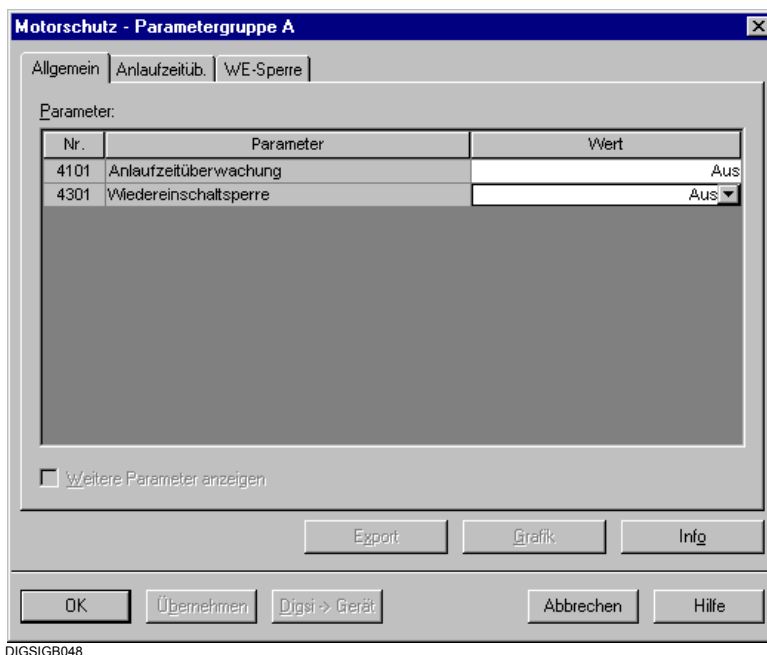 Motorschutz - Parametergruppe A
Allgemein Anlaufzeitüb. WE-Sperre
Parameter:
Nr. Parameter Wert
4101 Anlaufzeitüberwachung Aus
4301 Wiedereinschaltsperre Aus
Weitere Parameter anzeigen
Export Grafik Info
OK Übernehmen Digsi -> Gerät Abbrechen Hilfe
DIGSIGB048